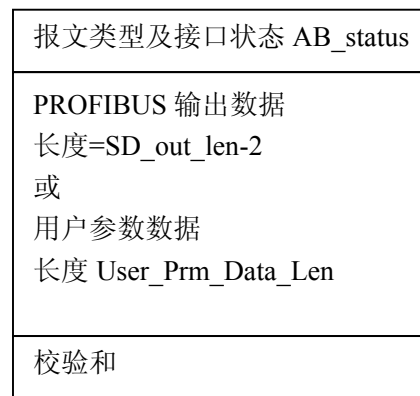 报文类型及接口状态 AB_status
PROFIBUS 输出数据
长度=SD_out_len-2
或
用户参数数据
长度 User_Prm_Data_Len
校验和